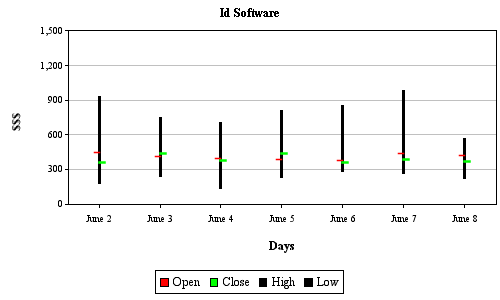 Id Software
1,500
1,200
900
600
300
0
$$$
June 2 June 3 June 4 June 5 June 6 June 7 June 8
Days
Open Close High Low